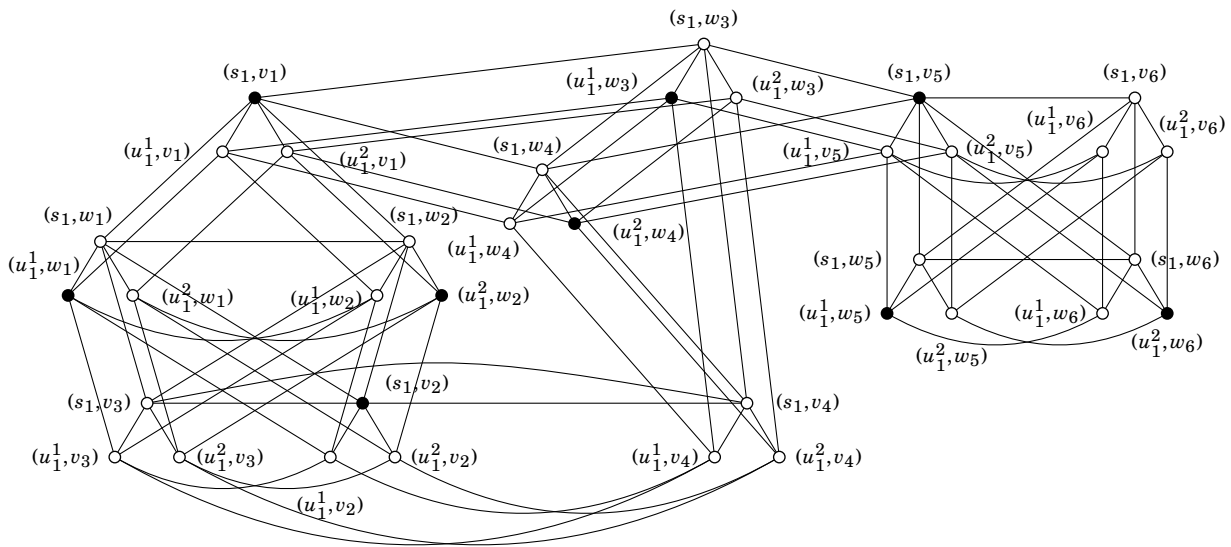 (s₁,w₃)
(s₁,v₁)
(u₁¹,w₃)
(u₁²,w₃)
(s₁,v₅)
(s₁,v₆)
(u₁¹,v₆)
(u₁²,v₆)
(u₁¹,v₁)
(u₁²,v₁)
(s₁,w₄)
(u₁¹,v₅)
(u₁²,v₅)
(s₁,w₁)
(s₁,w₂)
(u₁¹,w₄)
(u₁²,w₄)
(u₁¹,w₁)
(u₁²,w₁)
(u₁¹,w₂)
(u₁²,w₂)
(s₁,w₅)
(s₁,w₆)
(u₁¹,w₅)
(u₁¹,w₆)
(u₁²,w₅)
(u₁²,w₆)
(s₁,v₃)
(s₁,v₂)
(s₁,v₄)
(u₁¹,v₃)
(u₁²,v₃)
(u₁²,v₂)
(u₁¹,v₄)
(u₁²,v₄)
(u₁¹,v₂)